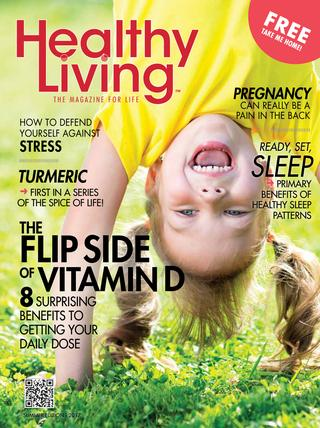 Healthy
Living™
THE MAGAZINE FOR LIFE
FREE
TAKE ME HOME!
HOW TO DEFEND
YOURSELF AGAINST
STRESS
TURMERIC
➔ FIRST IN A SERIES
OF THE SPICE OF LIFE!
THE
FLIP SIDE
OF VITAMIN D
8 SURPRISING
BENEFITS TO
GETTING YOUR
DAILY DOSE
PREGNANCY
CAN REALLY BE A
PAIN IN THE BACK
READY, SET,
SLEEP
➔ PRIMARY
BENEFITS OF
HEALTHY SLEEP
PATTERNS
2017